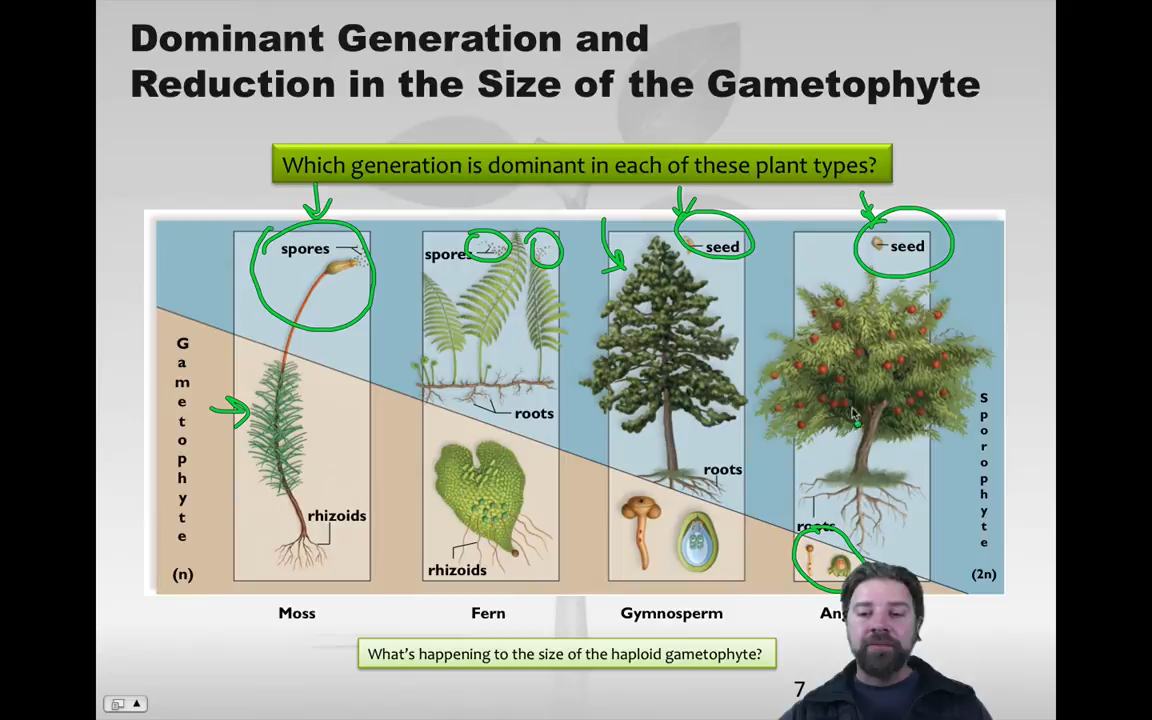 Dominant Generation and
Reduction in the Size of the Gametophyte
Which generation is dominant in each of these plant types?
spores
spores
seed
seed
Gametophyte
(n)
Sporophyte
(2n)
roots
roots
roots
rhizoids
rhizoids
Moss
Fern
Gymnosperm
What's happening to the size of the haploid gametophyte?
7